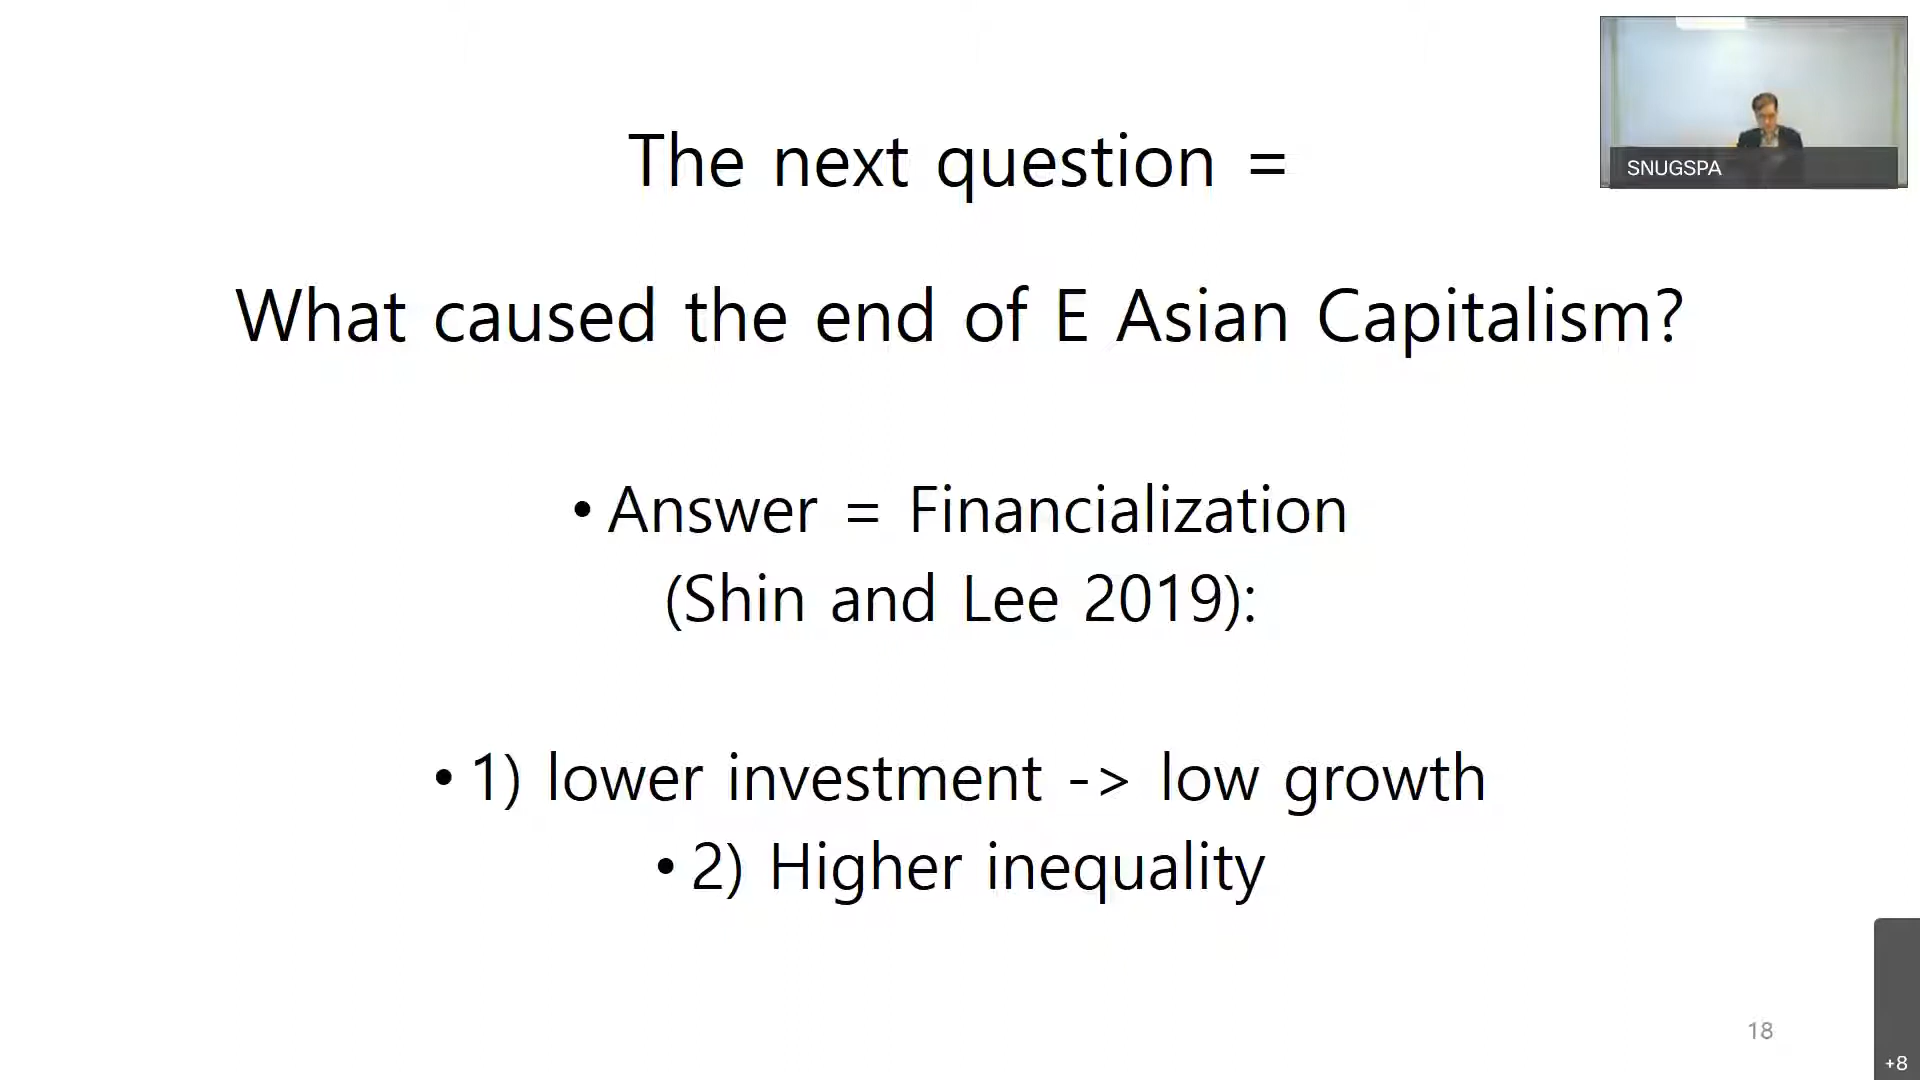 The next question =
SNUGSPA
What caused the end of E Asian Capitalism?
• Answer = Financialization
(Shin and Lee 2019):
• 1) lower investment -> low growth
• 2) Higher inequality
18
+8